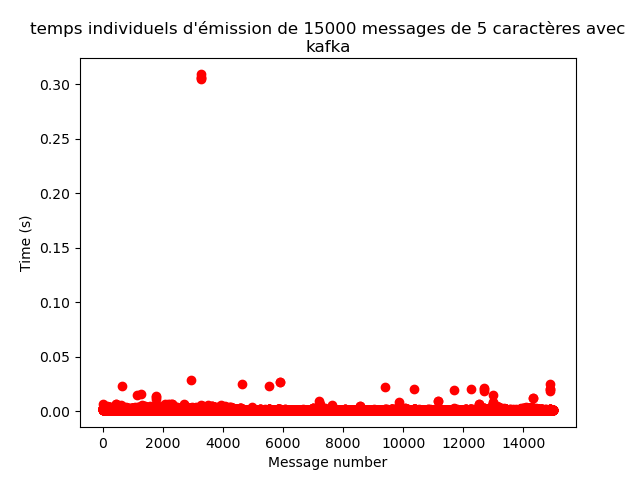 temps individuels d'émission de 15000 messages de 5 caractères avec
kafka
0.30
0.25
0.20
0.15
0.10
0.05
0.00
Time (s)
0 2000 4000 6000 8000 10000 12000 14000
Message number